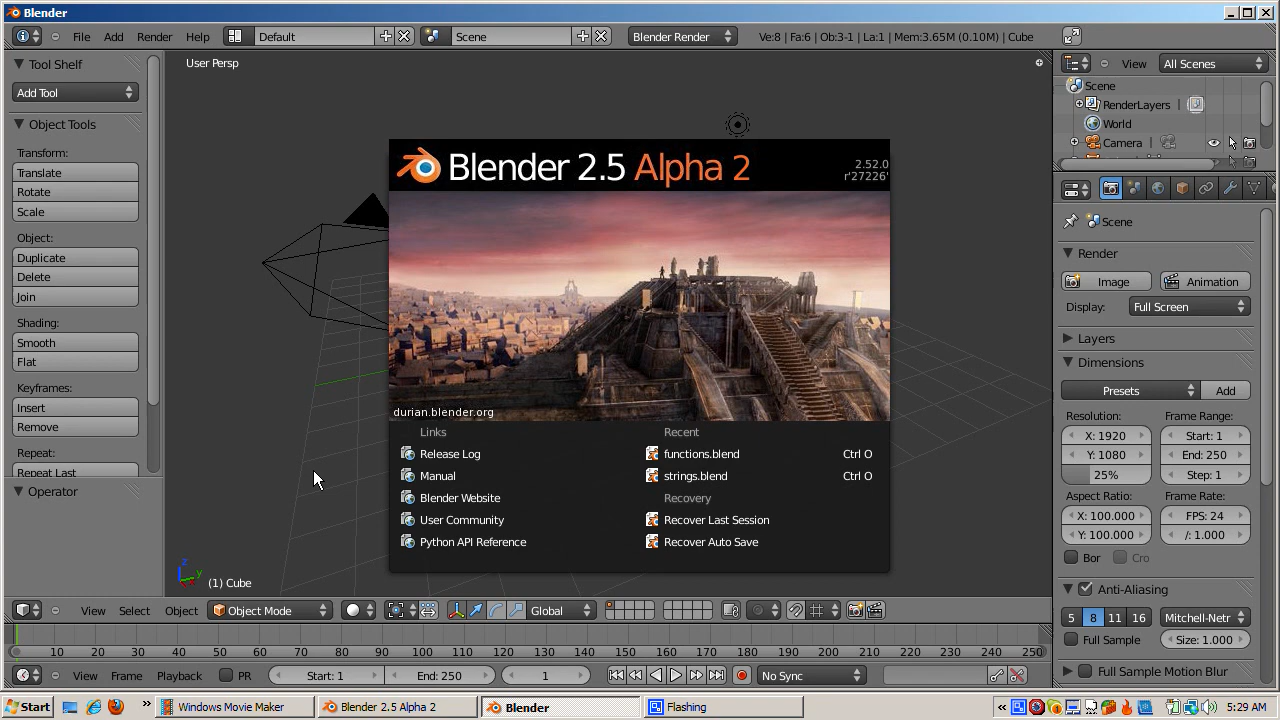 Blender
File Add Render Help Default Scene Blender Render Ve:8 | Fa:6 | Ob:3-1 | La:1 | Mem:3.65M (0.10M) | Cube
Tool Shelf
Add Tool
Object Tools
Transform:
Translate
Rotate
Scale
Object:
Duplicate
Delete
Join
Shading:
Smooth
Flat
Keyframes:
Insert
Remove
Repeat:
Repeat Last
Operator
User Persp
Blender 2.5 Alpha 2
2.52.0
r'27226'
durian.blender.org
Links
Release Log
Manual
Blender Website
User Community
Python API Reference
Recent
functions.blend Ctrl O
strings.blend Ctrl O
Recovery
Recover Last Session
Recover Auto Save
z
y
(1) Cube
View Select Object Object Mode Global
View All Scenes
Scene
RenderLayers |
World
Camera |
Scene
Render
Image Animation
Display: Full Screen
Layers
Dimensions
Presets Add
Resolution: Frame Range:
X: 1920 Start: 1
Y: 1080 End: 250
25% Step: 1
Aspect Ratio: Frame Rate:
X: 100.000 FPS: 24
Y: 100.000 /: 1.000
Bor Cro
Anti-Aliasing
5 8 11 16 Mitchell-Netr
Full Sample Size: 1.000
Full Sample Motion Blur
0 10 20 30 40 50 60 70 80 90 100 110 120 130 140 150 160 170 180 190 200 210 220 230 240 250
View Frame Playback PR Start: 1 End: 250 1 No Sync
Start » Windows Movie Maker Blender 2.5 Alpha 2 Blender Flashing « 5:29 AM